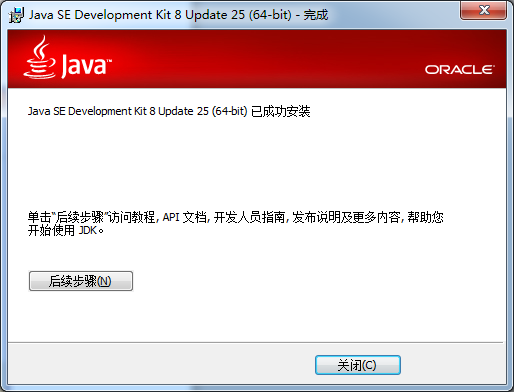 Java SE Development Kit 8 Update 25 (64-bit) - 完成
Java™
ORACLE®
Java SE Development Kit 8 Update 25 (64-bit) 已成功安装
单击“后续步骤”访问教程, API 文档, 开发人员指南, 发布说明及更多内容, 帮助您
开始使用 JDK。
后续步骤(N)
关闭(C)